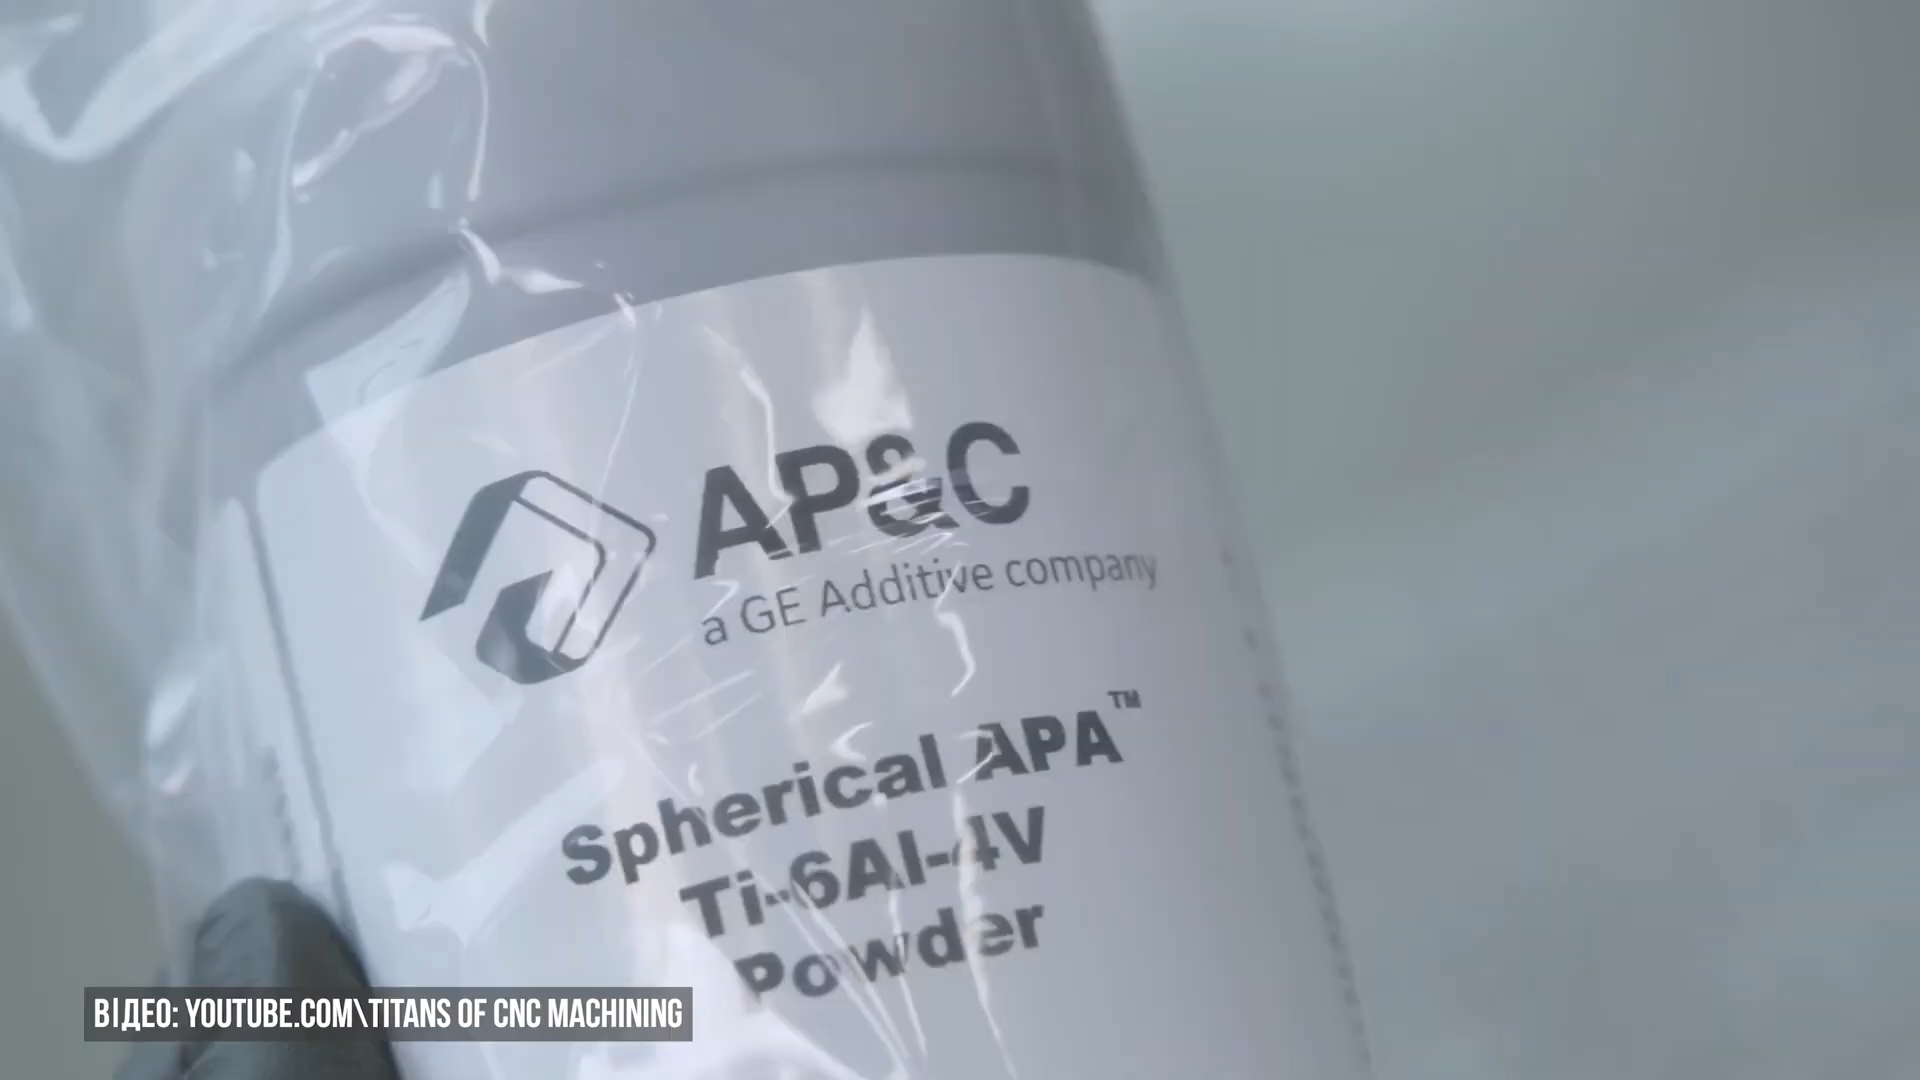 AP&C
a GE Additive company
Spherical APA™
Ti-6Al-4V
Powder
ВІДЕО: YOUTUBE.COM\TITANS OF CNC MACHINING